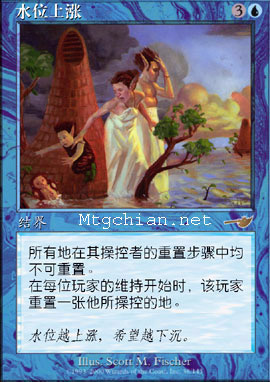 水位上涨 3
结界
Mtgchian.net
所有地在其操控者的重置步骤中均
不可重置。
在每位玩家的维持开始时，该玩家
重置一张他所操控的地。
水位越上涨，希望越下沉。
Illus. Scott M. Fischer